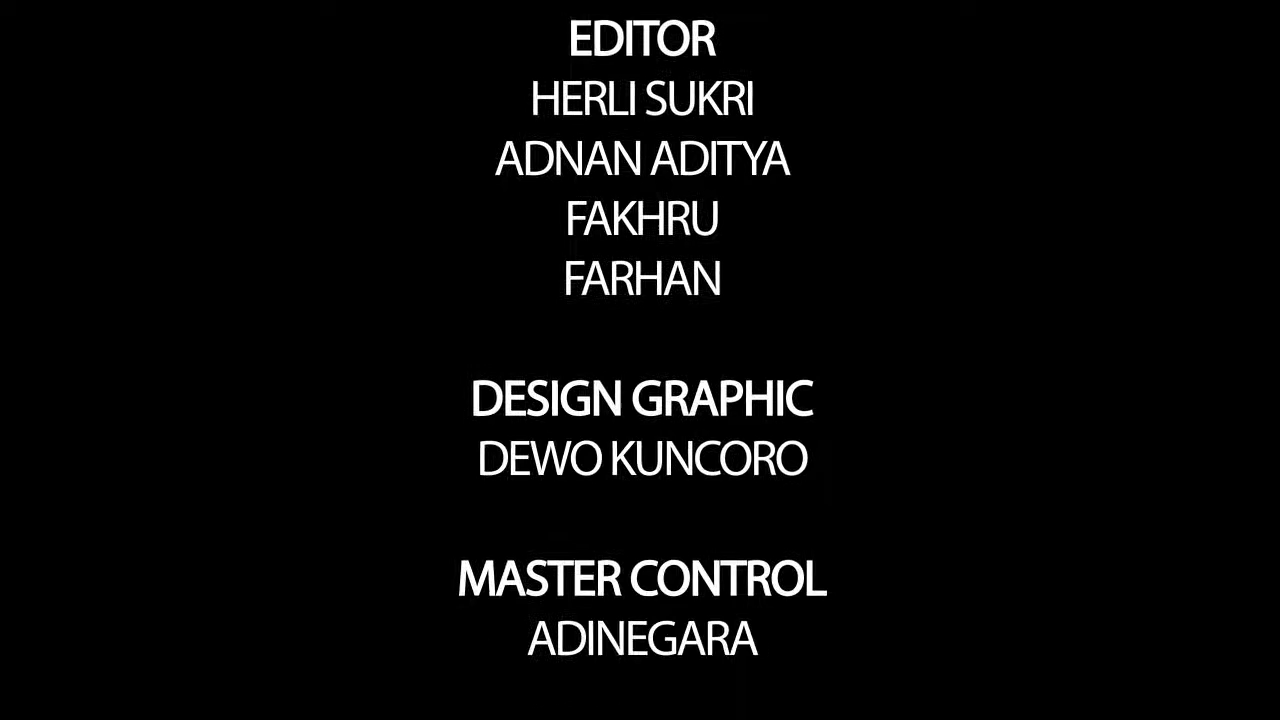 EDITOR
HERLI SUKRI
ADNAN ADITYA
FAKHRU
FARHAN
DESIGN GRAPHIC
DEWO KUNCORO
MASTER CONTROL
ADINEGARA